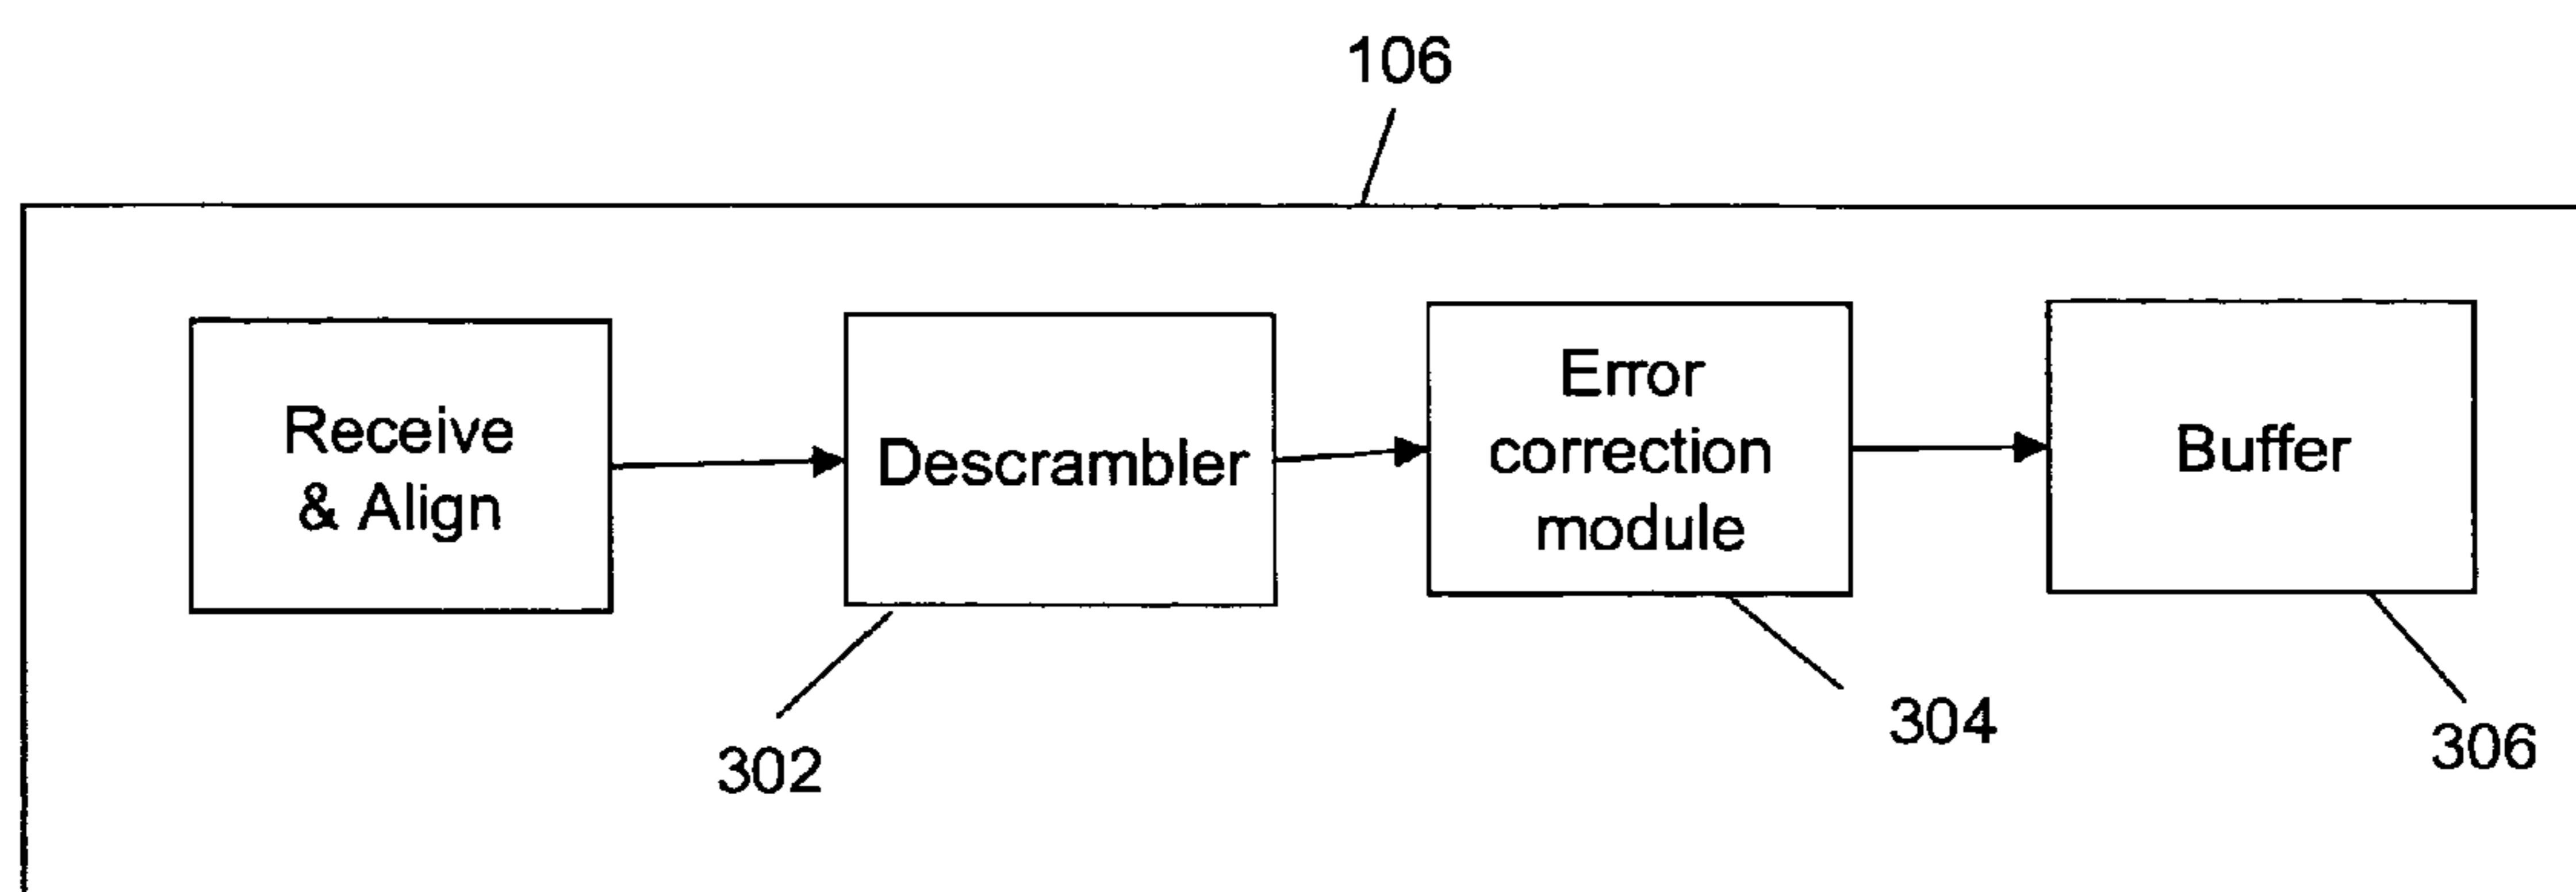 106
Receive
& Align
Descrambler
Error
correction
module
Buffer
302
304
306